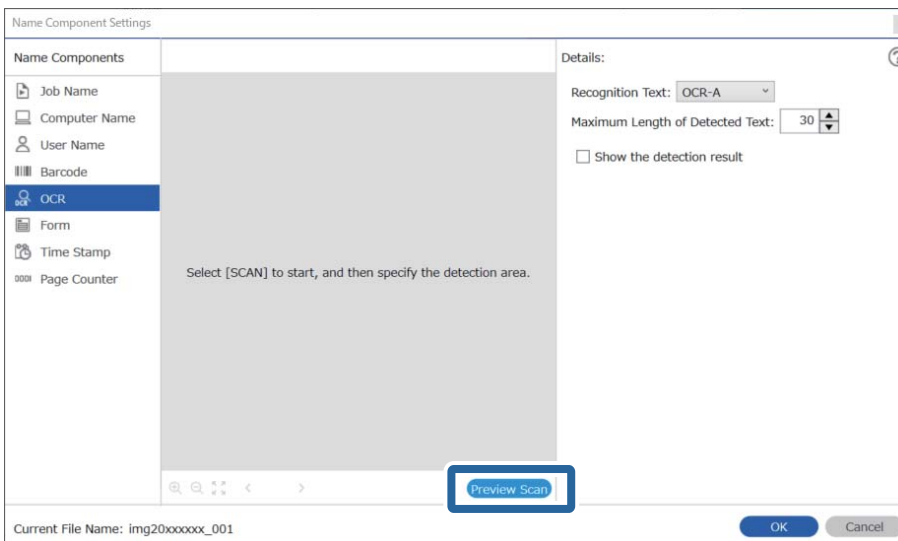 Name Component Settings
Name Components
Job Name
Computer Name
User Name
Barcode
OCR
OCR
Form
Time Stamp
Page Counter
Select [SCAN] to start, and then specify the detection area.
Preview Scan
Details:
Recognition Text: OCR-A
Maximum Length of Detected Text: 30
Show the detection result
Current File Name: img20xxxxxx_001
OK
Cancel